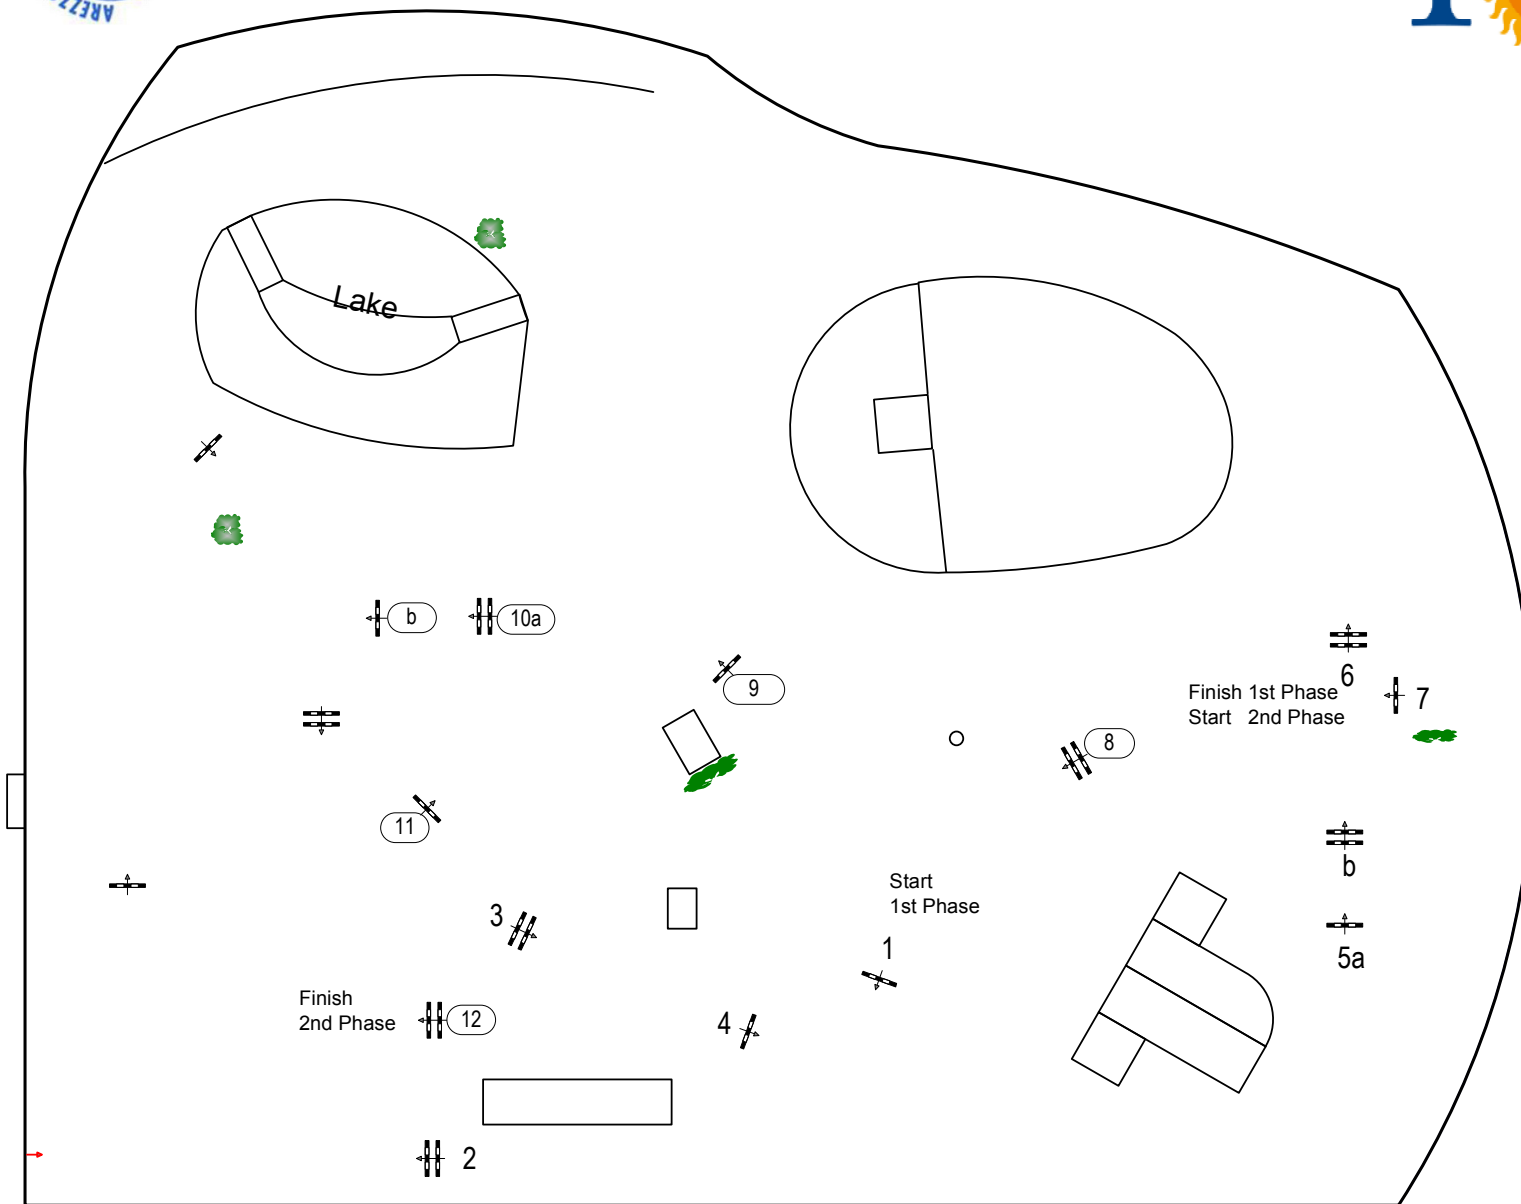 AREZZ
Lake
b
10a
9
6
Finish 1st Phase
Start 2nd Phase
7
8
11
b
Start
1st Phase
3
1
5a
Finish
2nd Phase
12
4
2